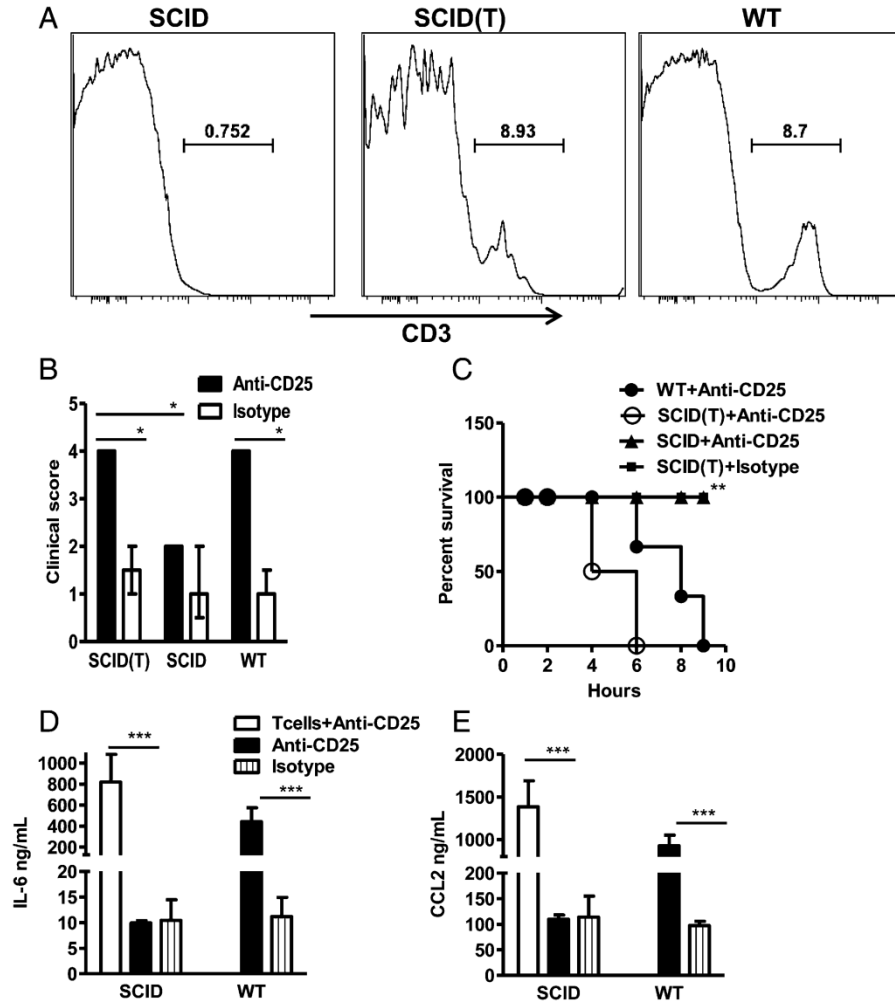 A
SCID
SCID(T)
WT
0.752
8.93
8.7
CD3
B
Anti-CD25
Isotype
Clinical score
5
4
3
2
1
0
*
*
*
SCID(T)
SCID
WT
C
WT+Anti-CD25
SCID(T)+Anti-CD25
SCID+Anti-CD25
SCID(T)+Isotype
Percent survival
150
100
50
0
**
0 2 4 6 8 10
Hours
D
Tcells+Anti-CD25
Anti-CD25
Isotype
IL-6 ng/mL
1000
800
600
400
200
20
15
10
5
0
***
***
SCID
WT
E
CCL2 ng/mL
2000
1500
1000
200
150
100
50
0
***
***
SCID
WT